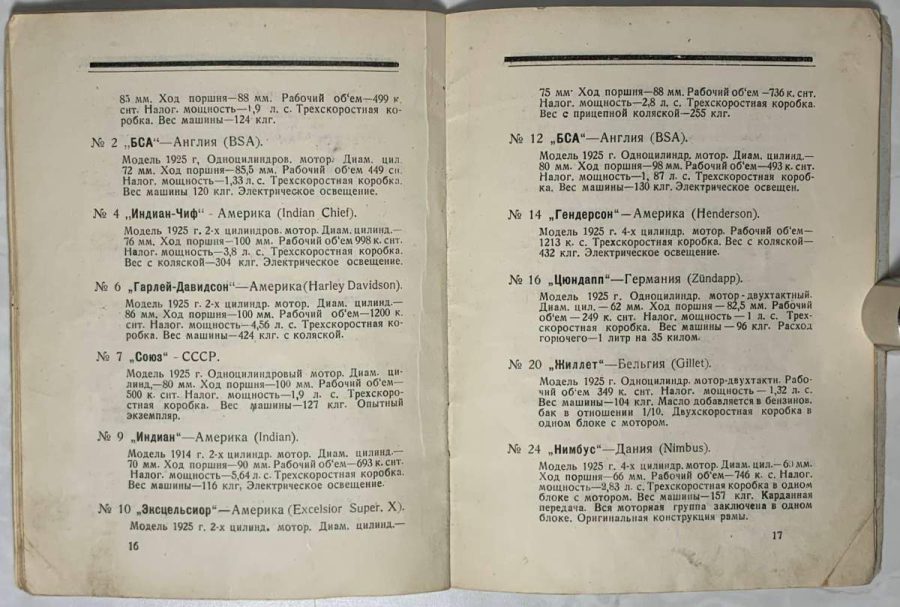 85 мм. Ход поршня—88 мм. Рабочий об'ем—499 к.
снт. Налог. мощность—1,9 л. с. Трехскоростная ко-
робка. Вес машины—124 клг.
№ 2 „БСА“—Англия (BSA).
Модель 1925 г, Одноцилиндров. мотор. Диам. цил.
72 мм. Ход поршня—85,5 мм. Рабочий об'ем 449 сн.
Налог. мощность—1,33 л. с. Трехскоростная коробка.
Вес машины 120 клг. Электрическое освещение.
№ 4 „Индиан-Чиф“ - Америка (Indian Chief).
Модель 1925 г. 2-х цилиндров. мотор. Диам. цилинд.—
76 мм. Ход поршня—100 мм. Рабочий об'ем 998 к. снт.
Налог. мощность—3,8 л. с. Трехскоростная коробка.
Вес с коляской—304 клг. Электрическое освещение.
№ 6 „Гарлей-Давидсон“—Америка (Harley Davidson).
Модель 1925 г. 2-х цилиндр. мотор. Диам. цилинд.—
86 мм, Ход поршня—100 мм. Рабочий об'ем—1200 к.
снт. Налог. мощность—4,56 л. с. Трехскоростная ко-
робка. Вес машины—424 клг. с коляской.
№ 7 „Союз“ - СССР.
Модель 1925 г. Одноцилиндровый мотор. Диам. ци-
линд,—80 мм. Ход поршня—100 мм. Рабочий об'ем—
500 к. снт. Налог. мощность—1,9 л. с. Трехскоро-
стная коробка. Вес машины—127 клг. Опытный
экземпляр.
№ 9 „Индиан“—Америка (Indian).
Модель 1914 г. 2-х цилиндр. мотор. Диам. цилинд.—
70 мм. Ход поршня—90 мм. Рабочий об'ем—693 к. снт.
Налог. мощность—5,64 л. с. Трехскоростная коробка.
Вес машины—116 клг, Электрическое освещение.
№ 10 „Эксцельсиор“—Америка (Excelsior Super. X).
Модель 1925 г. 2-х цилинд, мотор. Диам. цилинд.—
16
75 мм· Ход поршня—88 мм. Рабочий об'ем -736 к. снт.
Налог. мощность—2,8 л. с. Трехскоростная коробка.
Вес с прицепной коляской—255 клг.
№ 12 „БСА“—Англия (BSA).
Модель 1925 г. Одноцилиндр. мотор. Диам. цилинд.—
80 мм. Ход поршня—98 мм. Рабочий об'ем—493 к. снт.
Налог. мощность—1, 87 л. с. Трехскоростная короб-
ка. Вес машины—130 клг. Электрическое освещен.
№ 14 „Гендерсон“—Америка (Henderson).
Модель 1925 г. 4-х цилиндр. мотор. Рабочий об'ем—
1213 к. с. Трехскоростная коробка. Вес с коляской—
432 клг. Электрическое освещение.
№ 16 „Цюндапп“—Германия (Zündapp).
Модель 1925 г. Одноцилиндр. мотор-двухтактный.
Диам. цил.—62 мм. Ход поршня—82,5 мм. Рабочий
об'ем—249 к. снт. Налог. мощность—1 л. с. Трех-
скоростная коробка. Вес машины—96 клг. Расход
горючего—1 литр на 35 килом.
№ 20 „Жиллет“—Бельгия (Gillet).
Модель 1925 г. Одноцилиндр. мотор-двухтактн. Рабо-
чий об'ем 349 к. снт. Налог. мощность—1,32 л. с.
Вес машины—104 клг. Масло добавляется в бензинов.
бак в отношении 1/10. Двухскоростная коробка в
одном блоке с мотором.
№ 24 „Нимбус“—Дания (Nimbus).
Модель 1925 г. 4-х цилиндр. мотор. Диам. цил.—60 мм.
Ход поршня—66 мм. Рабочий об'ем—746 к. с. Налог.
мощность—3,83 л. с. Трехскоростная коробка в одном
блоке с мотором. Вес машины—157 клг. Карданная
передача. Вся моторная группа заключена в одном
блоке. Оригинальная конструкция рамы.
17